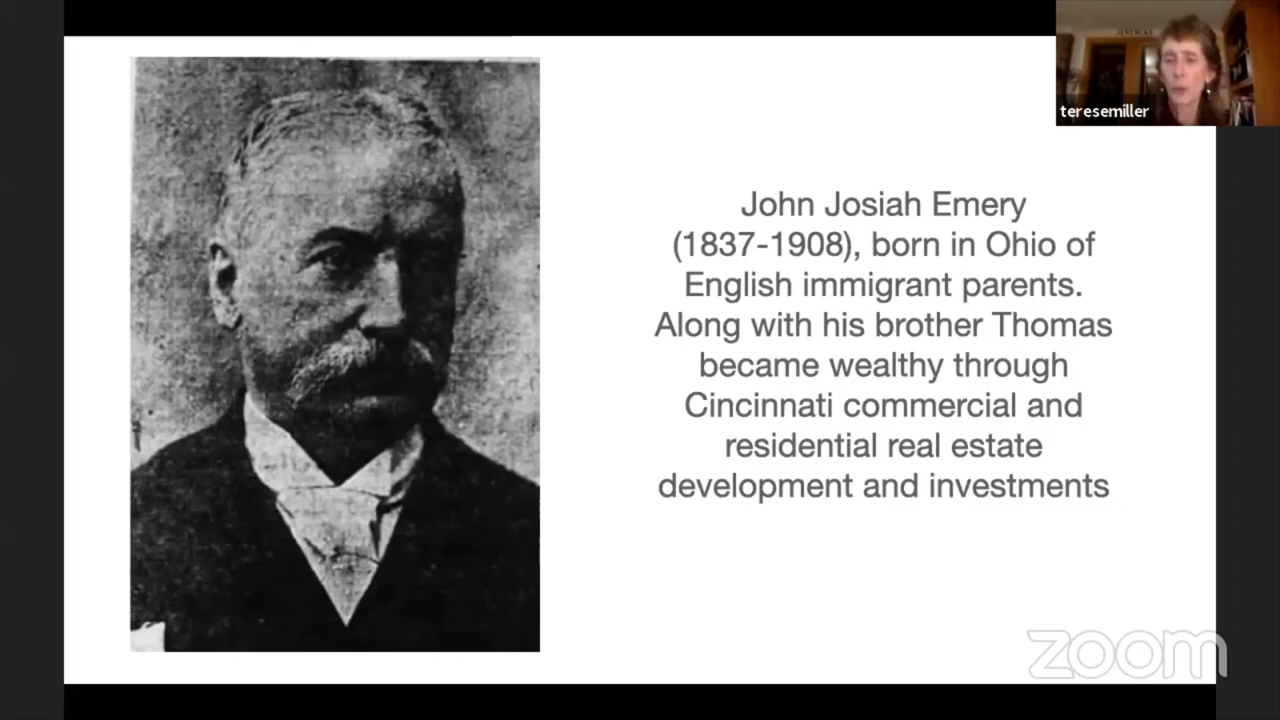 teresemiller
John Josiah Emery
(1837-1908), born in Ohio of
English immigrant parents.
Along with his brother Thomas
became wealthy through
Cincinnati commercial and
residential real estate
development and investments
zoom